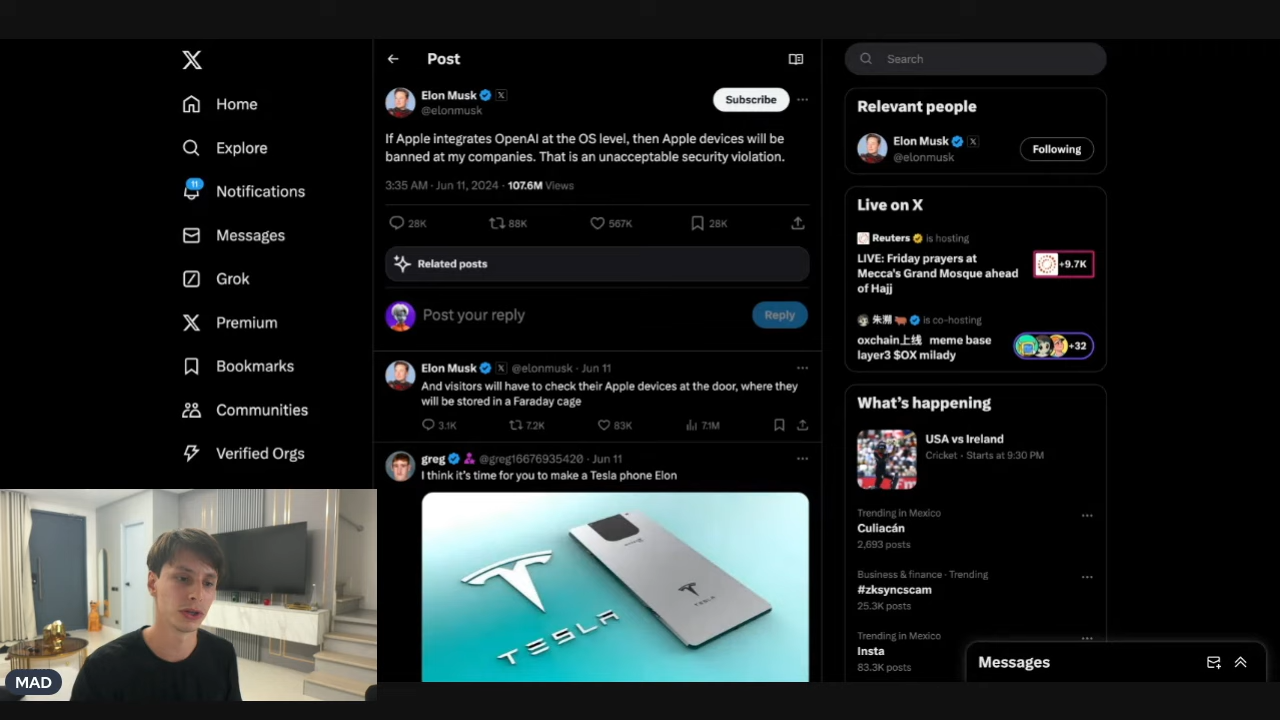 Home
Explore
11
Notifications
Messages
Grok
Premium
Bookmarks
Communities
Verified Orgs
MAD
Post
Elon Musk
@elonmusk
Subscribe
If Apple integrates OpenAI at the OS level, then Apple devices will be
banned at my companies. That is an unacceptable security violation.
3:35 AM · Jun 11, 2024 · 107.6M Views
28K 88K 567K 28K
Related posts
Post your reply
Reply
Elon Musk @elonmusk · Jun 11
And visitors will have to check their Apple devices at the door, where they
will be stored in a Faraday cage
3.1K 7.2K 83K 7.1M
greg @greg16676935420 · Jun 11
I think it's time for you to make a Tesla phone Elon
TESLA
TESLA
Search
Relevant people
Elon Musk
@elonmusk
Following
Live on X
Reuters is hosting
LIVE: Friday prayers at
Mecca's Grand Mosque ahead
of Hajj
+9.7K
朱溯 is co-hosting
oxchain上线 meme base
layer3 $OX milady
+32
What's happening
USA vs Ireland
Cricket · Starts at 9:30 PM
Trending in Mexico
Culiacán
2,693 posts
Business & finance · Trending
#zksyncscam
25.3K posts
Trending in Mexico
Insta
83.3K posts
Messages